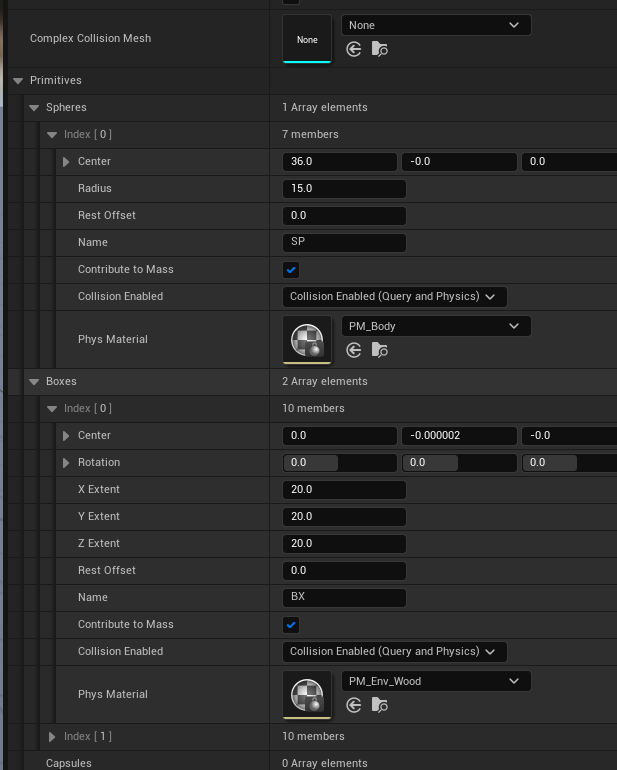 Complex Collision Mesh
None
None
Primitives
Spheres 1 Array elements
Index [ 0 ] 7 members
Center 36.0 -0.0 0.0
Radius 15.0
Rest Offset 0.0
Name SP
Contribute to Mass
Collision Enabled Collision Enabled (Query and Physics)
Phys Material PM_Body
Boxes 2 Array elements
Index [ 0 ] 10 members
Center 0.0 -0.000002 -0.0
Rotation 0.0 0.0 0.0
X Extent 20.0
Y Extent 20.0
Z Extent 20.0
Rest Offset 0.0
Name BX
Contribute to Mass
Collision Enabled Collision Enabled (Query and Physics)
Phys Material PM_Env_Wood
Index [ 1 ] 10 members
Capsules 0 Array elements